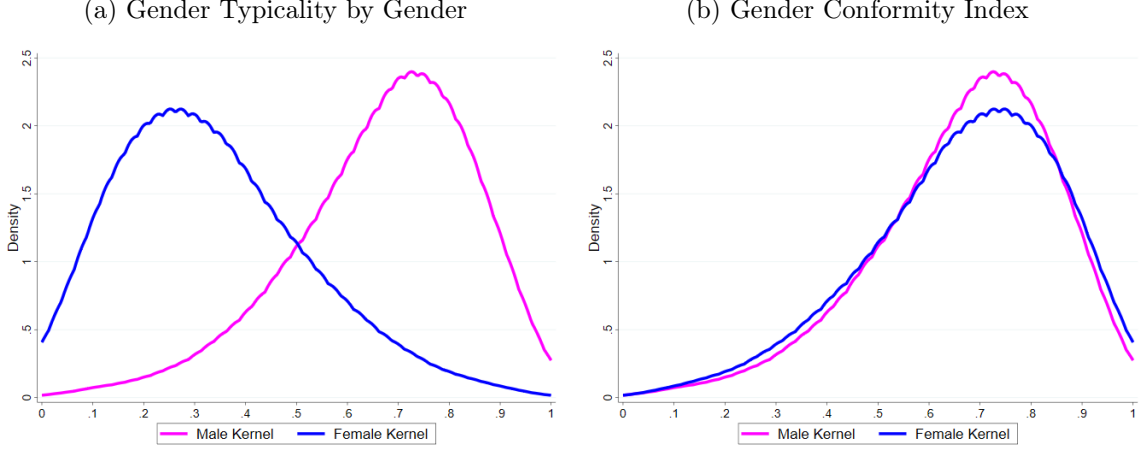 (a) Gender Typicality by Gender
(b) Gender Conformity Index
Density
2.5
2
1.5
1
.5
0
0 .1 .2 .3 .4 .5 .6 .7 .8 .9 1
Male Kernel Female Kernel
Density
2.5
2
1.5
1
.5
0
0 .1 .2 .3 .4 .5 .6 .7 .8 .9 1
Male Kernel Female Kernel